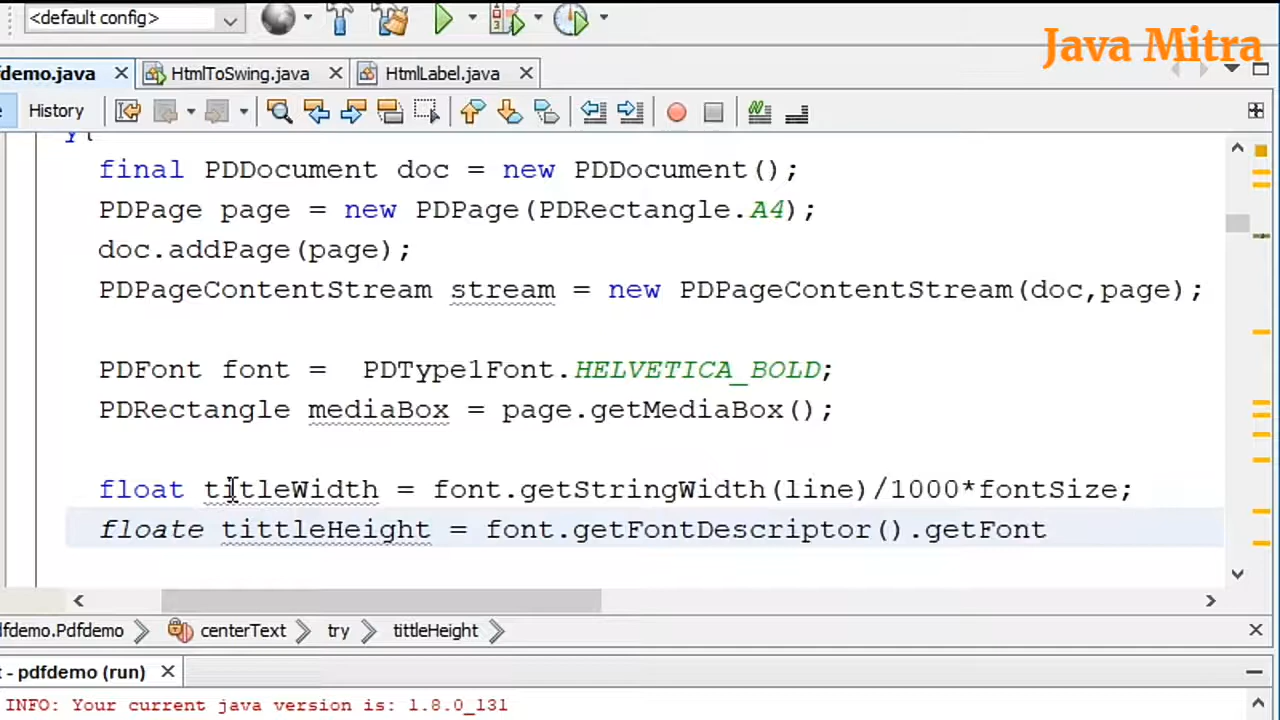 <default config>
Java Mitra
fdemo.java HtmlToSwing.java HtmlLabel.java
e History
final PDDocument doc = new PDDocument();
PDPage page = new PDPage(PDRectangle.A4);
doc.addPage(page);
PDPageContentStream stream = new PDPageContentStream(doc,page);
PDFont font =  PDType1Font.HELVETICA_BOLD;
PDRectangle mediaBox = page.getMediaBox();
float tittleWidth = font.getStringWidth(line)/1000*fontSize;
floate tittleHeight = font.getFontDescriptor().getFont
fdemo.Pdfdemo centerText try tittleHeight
t - pdfdemo (run)
INFO: Your current java version is: 1.8.0_131